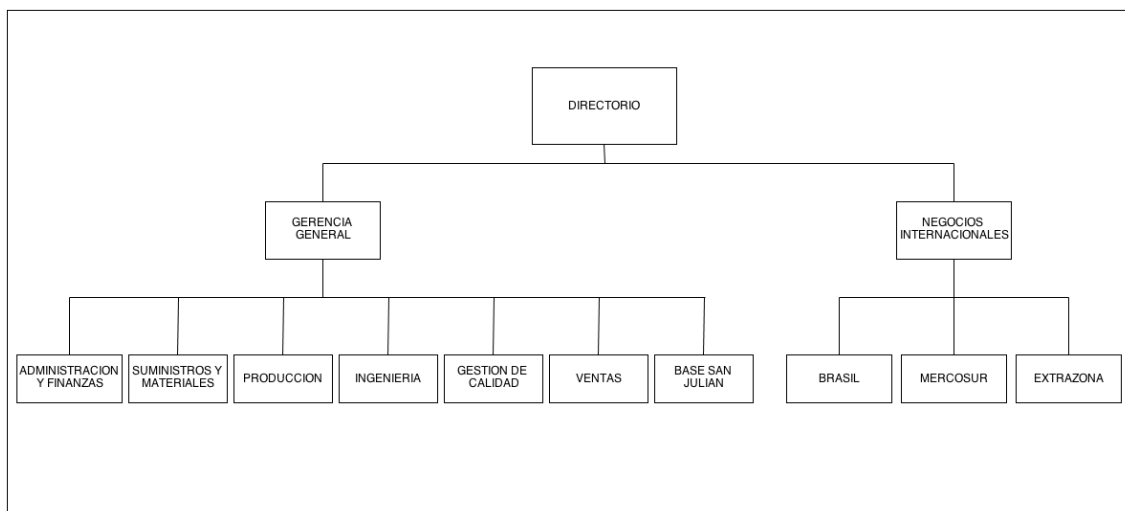 DIRECTORIO
GERENCIA
GENERAL
NEGOCIOS
INTERNACIONALES
ADMINISTRACION
Y FINANZAS
SUMINISTROS Y
MATERIALES
PRODUCCION
INGENIERIA
GESTION DE
CALIDAD
VENTAS
BASE SAN
JULIAN
BRASIL
MERCOSUR
EXTRAZONA